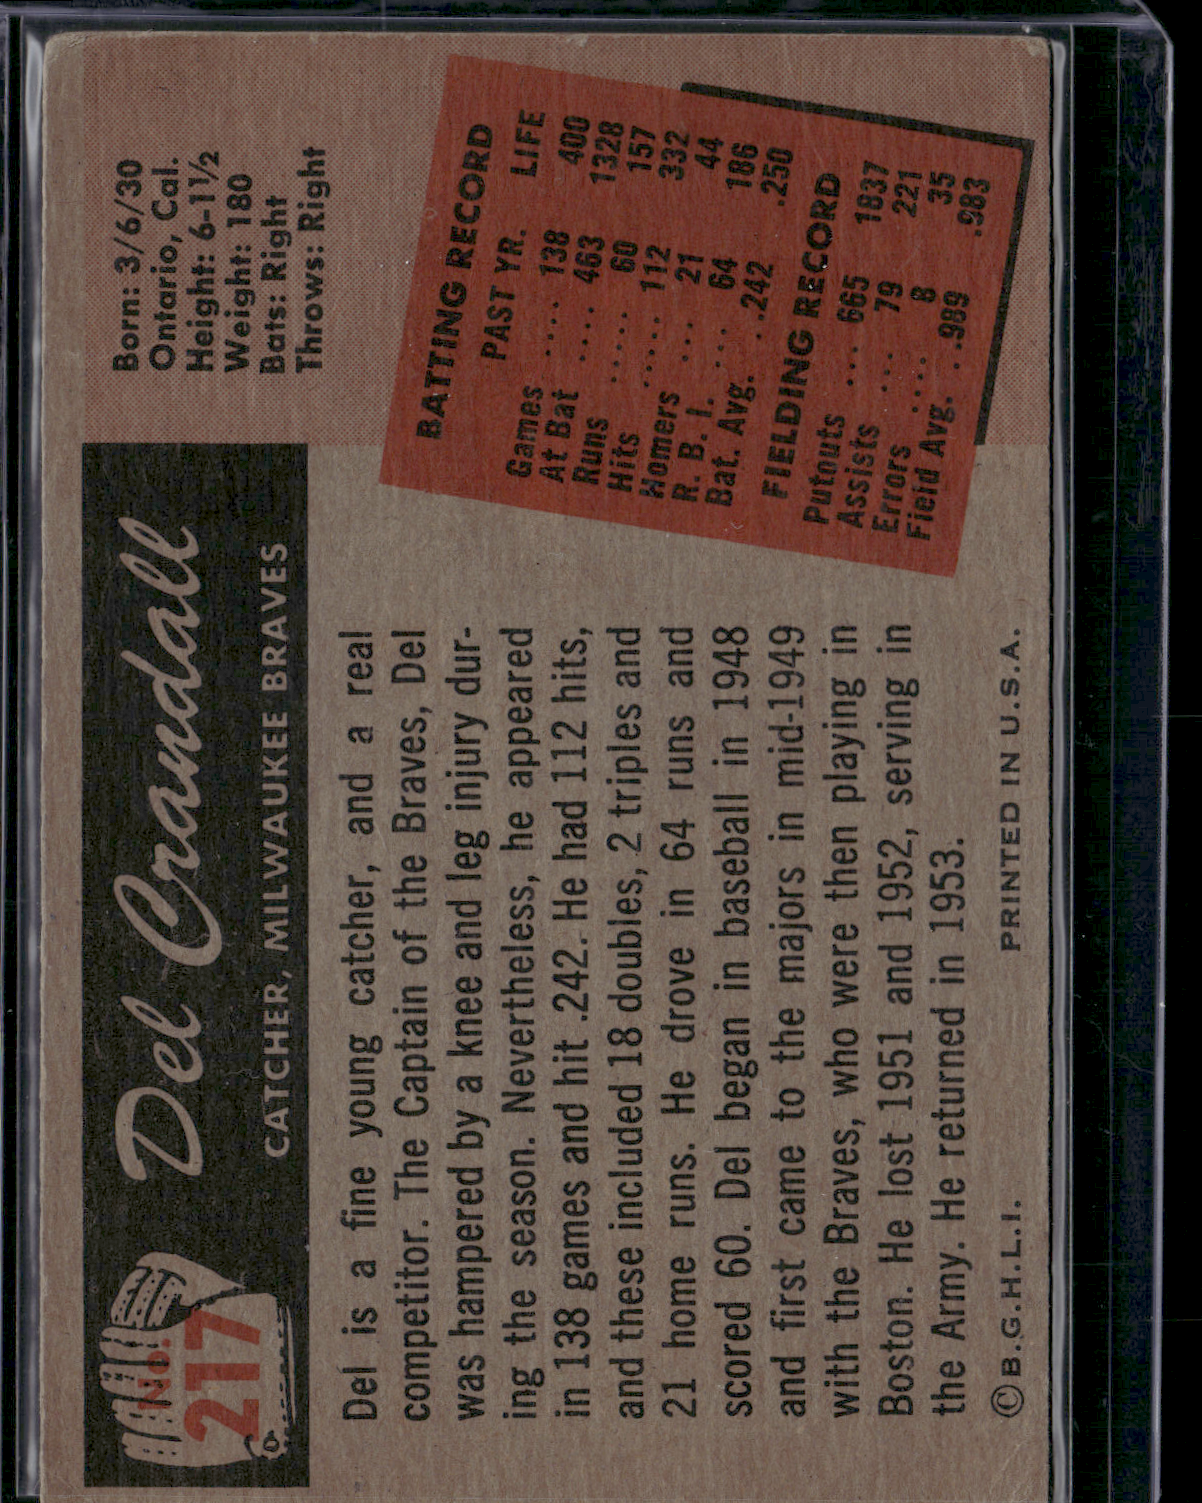 No.
217
Del Crandall
CATCHER, MILWAUKEE BRAVES
Born: 3/6/30
Ontario, Cal.
Height: 6-1½
Weight: 180
Bats: Right
Throws: Right
Del is a fine young catcher, and a real
competitor. The Captain of the Braves, Del
was hampered by a knee and leg injury dur-
ing the season. Nevertheless, he appeared
in 138 games and hit .242. He had 112 hits,
and these included 18 doubles, 2 triples and
21 home runs. He drove in 64 runs and
scored 60. Del began in baseball in 1948
and first came to the majors in mid-1949
with the Braves, who were then playing in
Boston. He lost 1951 and 1952, serving in
the Army. He returned in 1953.
BATTING RECORD
PAST YR. LIFE
Games .... 138 400
At Bat .... 463 1328
Runs ..... 60 157
Hits ..... 112 332
Homers ... 21 44
R. B. I. .... 64 186
Bat. Avg. . .242 .250
FIELDING RECORD
Putouts ... 665 1837
Assists ... 79 221
Errors .... 8 35
Field Avg. . .989 .983
© B.G.H.L.I. PRINTED IN U.S.A.